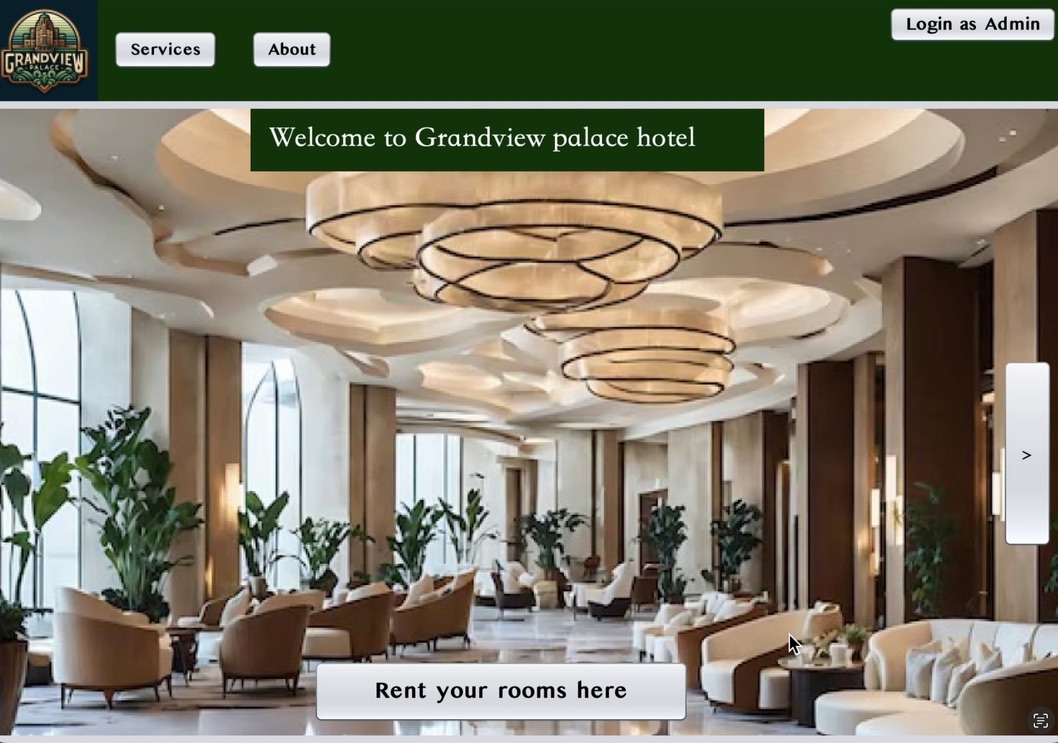 GRANDVIEW
PALACE
Services
About
Login as Admin
Welcome to Grandview palace hotel
>
Rent your rooms here